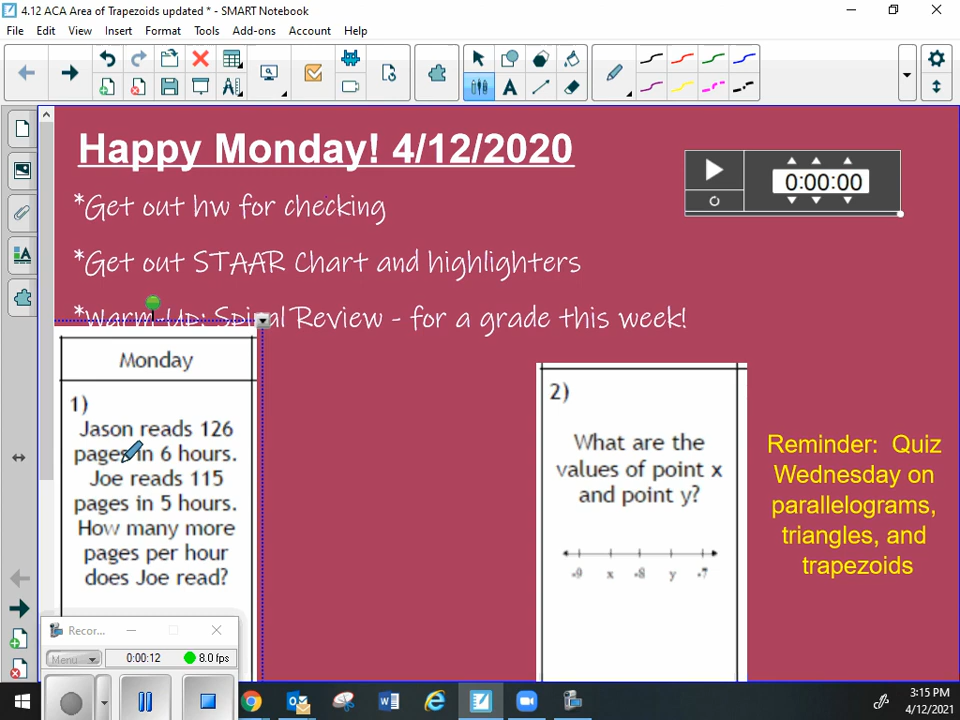 4.12 ACA Area of Trapezoids updated * - SMART Notebook
File Edit View Insert Format Tools Add-ons Account Help
Happy Monday! 4/12/2020
0:00:00
*Get out hw for checking
*Get out STAAR Chart and highlighters
*Warm-Up: Spiral Review - for a grade this week!
Monday
1)
Jason reads 126
pages in 6 hours.
Joe reads 115
pages in 5 hours.
How many more
pages per hour
does Joe read?
2)
What are the
values of point x
and point y?
-9 x -8 y -7
Reminder: Quiz
Wednesday on
parallelograms,
triangles, and
trapezoids
Recor...
Menu 0:00:12 8.0 fps
3:15 PM
4/12/2021